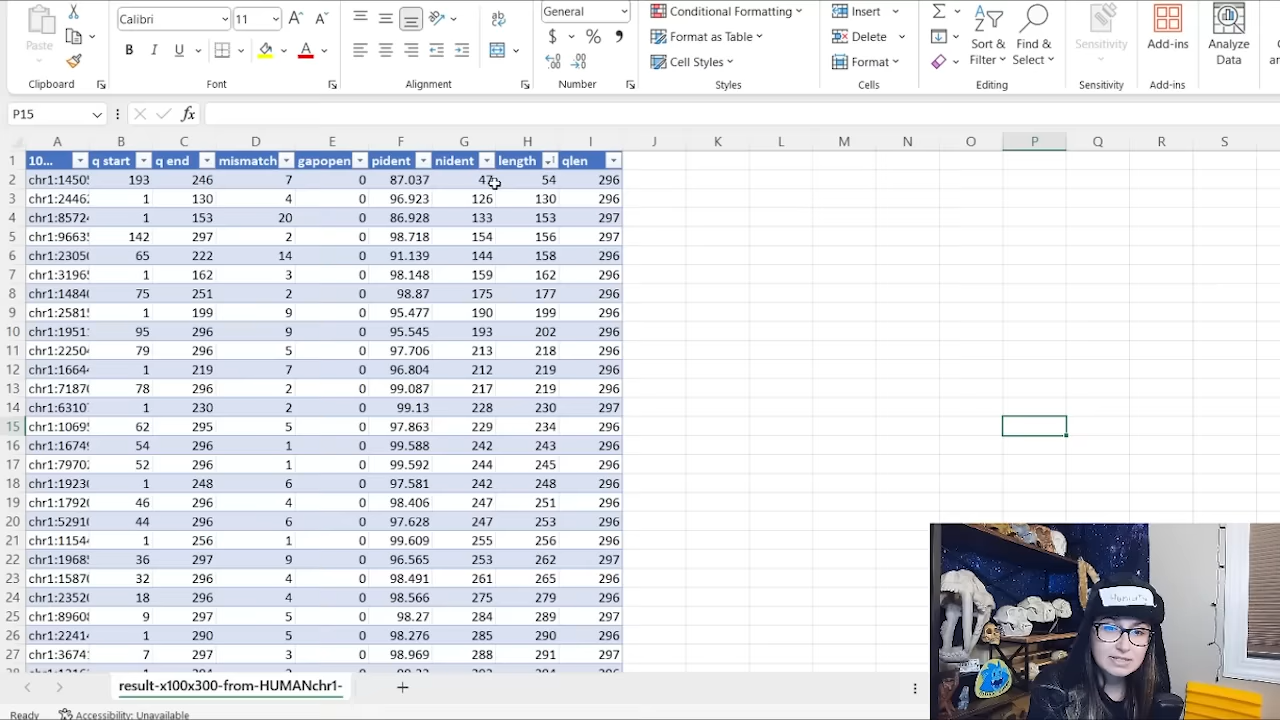 Calibri 11 General Conditional Formatting Insert
Paste B I U $ % Format as Table Delete Sort & Find & Sensitivity Add-ins Analyze
Cell Styles Format Filter Select Data
Clipboard Font Alignment Number Styles Cells Editing Sensitivity Add-ins
P15 fx
A B C D E F G H I J K L M N O P Q R S
1 10... q start q end mismatch gapopen pident nident length qlen
2 chr1:1450 193 246 7 0 87.037 47 54 296
3 chr1:2446 1 130 4 0 96.923 126 130 296
4 chr1:8572 1 153 20 0 86.928 133 153 297
5 chr1:9663 142 297 2 0 98.718 154 156 297
6 chr1:2305 65 222 14 0 91.139 144 158 296
7 chr1:3196 1 162 3 0 98.148 159 162 296
8 chr1:1484 75 251 2 0 98.87 175 177 296
9 chr1:2581 1 199 9 0 95.477 190 199 296
10 chr1:1951 95 296 9 0 95.545 193 202 296
11 chr1:2250 79 296 5 0 97.706 213 218 296
12 chr1:1664 1 219 7 0 96.804 212 219 296
13 chr1:7187 78 296 2 0 99.087 217 219 296
14 chr1:6310 1 230 2 0 99.13 228 230 297
15 chr1:1069 62 295 5 0 97.863 229 234 296
16 chr1:1674 54 296 1 0 99.588 242 243 296
17 chr1:7970 52 296 1 0 99.592 244 245 296
18 chr1:1923 1 248 6 0 97.581 242 248 296
19 chr1:1792 46 296 4 0 98.406 247 251 296
20 chr1:5291 44 296 6 0 97.628 247 253 296
21 chr1:1154 1 256 1 0 99.609 255 256 296
22 chr1:1968 36 297 9 0 96.565 253 262 297
23 chr1:1587 32 296 4 0 98.491 261 265 296
24 chr1:2352 18 296 4 0 98.566 275 279 296
25 chr1:8960 9 297 5 0 98.27 284 289 297
26 chr1:2241 1 290 5 0 98.276 285 290 296
27 chr1:3674 7 297 3 0 98.969 288 291 297
result-x100x300-from-HUMANchr1-
Ready Accessibility: Unavailable